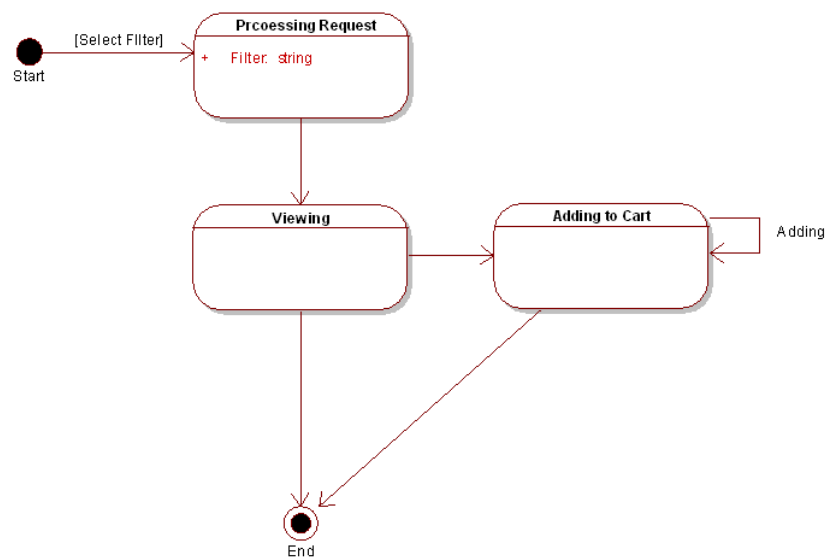 Prcoessing Request
[Select FIlter]
+ Filter: string
Start
Viewing
Adding to Cart
Adding
End